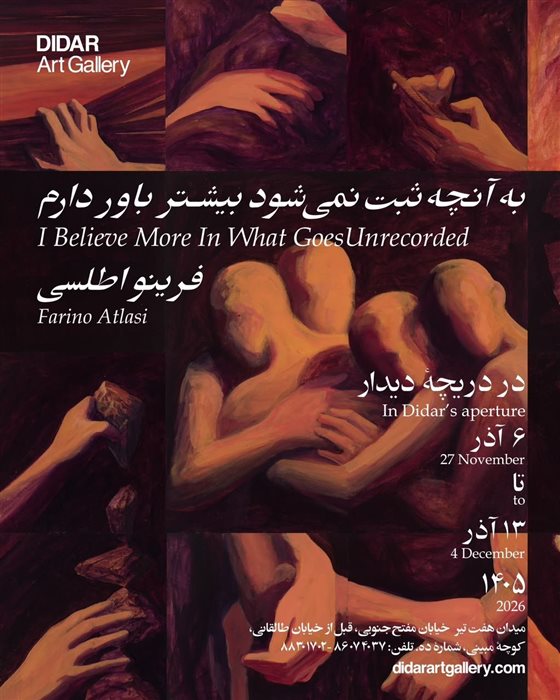 DIDAR
Art Gallery
به آنچه ثبت نمی‌شود بیشتر باور دارم
I Believe More In What GoesUnrecorded
فرینو اطلسی
Farino Atlasi
در دریچهٔ دیدار
In Didar's aperture
۶ آذر
27 November
تا
to
۱۳ آذر
4 December
۱۴۰۵
2026
میدان هفت تیر خیابان مفتح جنوبی، قبل از خیابان طالقانی،
کوچهٔ مبینی، شماره ده. تلفن: ۸۶۰۷۴۰۳۷ - ۸۸۳۰۱۷۰۲
didarartgallery.com